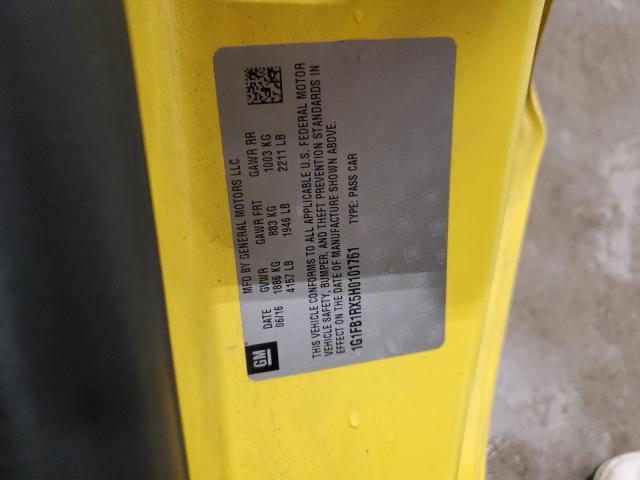 GM
MFD BY GENERAL MOTORS LLC
DATE GVWR GAWR FRT GAWR RR
06/16 1886 KG 883 KG 1003 KG
4157 LB 1946 LB 2211 LB
THIS VEHICLE CONFORMS TO ALL APPLICABLE U.S. FEDERAL MOTOR
VEHICLE SAFETY, BUMPER, AND THEFT PREVENTION STANDARDS IN
EFFECT ON THE DATE OF MANUFACTURE SHOWN ABOVE.
1G1FB1RX5H0101761 TYPE: PASS CAR